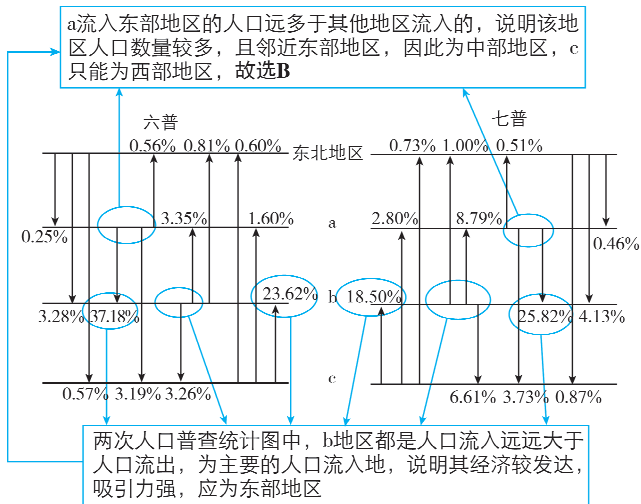 a流入东部地区的人口远多于其他地区流入的，说明该地
区人口数量较多，且邻近东部地区，因此为中部地区，c
只能为西部地区，故选B
六普
七普
0.56% 0.81% 0.60%
东北地区
0.73% 1.00% 0.51%
0.25%
3.35%
1.60%
a
2.80%
8.79%
0.46%
3.28%
37.18%
23.62%
b
18.50%
25.82%
4.13%
0.57% 3.19% 3.26%
c
6.61% 3.73% 0.87%
两次人口普查统计图中，b地区都是人口流入远远大于
人口流出，为主要的人口流入地，说明其经济较发达，
吸引力强，应为东部地区